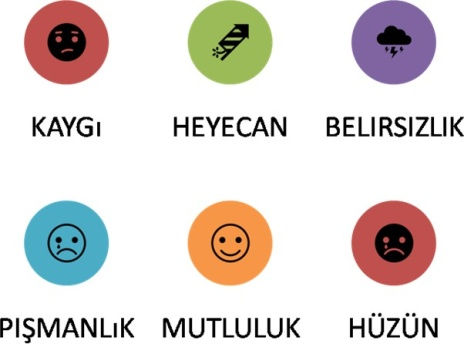 KAYGı
HEYECAN
BELIRSIZLIK
PIŞMANLıK
MUTLULUK
HÜZÜN